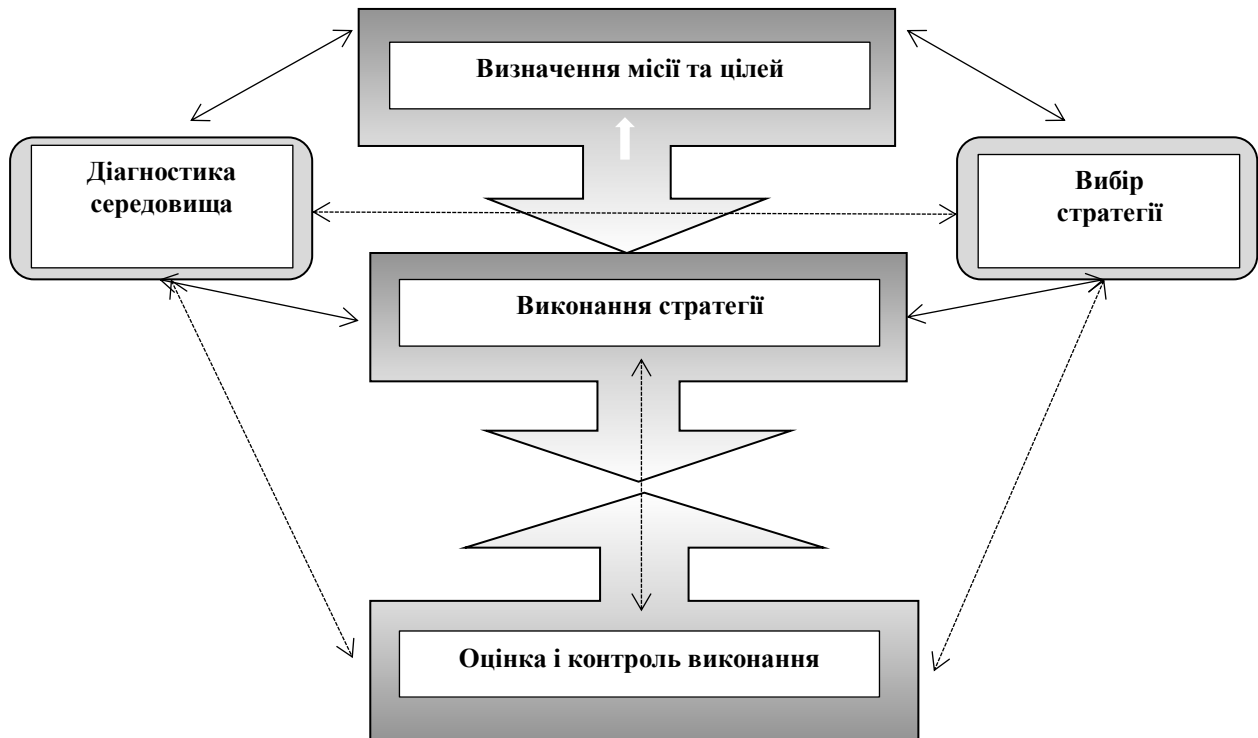 Визначення місії та цілей
Діагностика
середовища
Вибір
стратегії
Виконання стратегії
Оцінка і контроль виконання